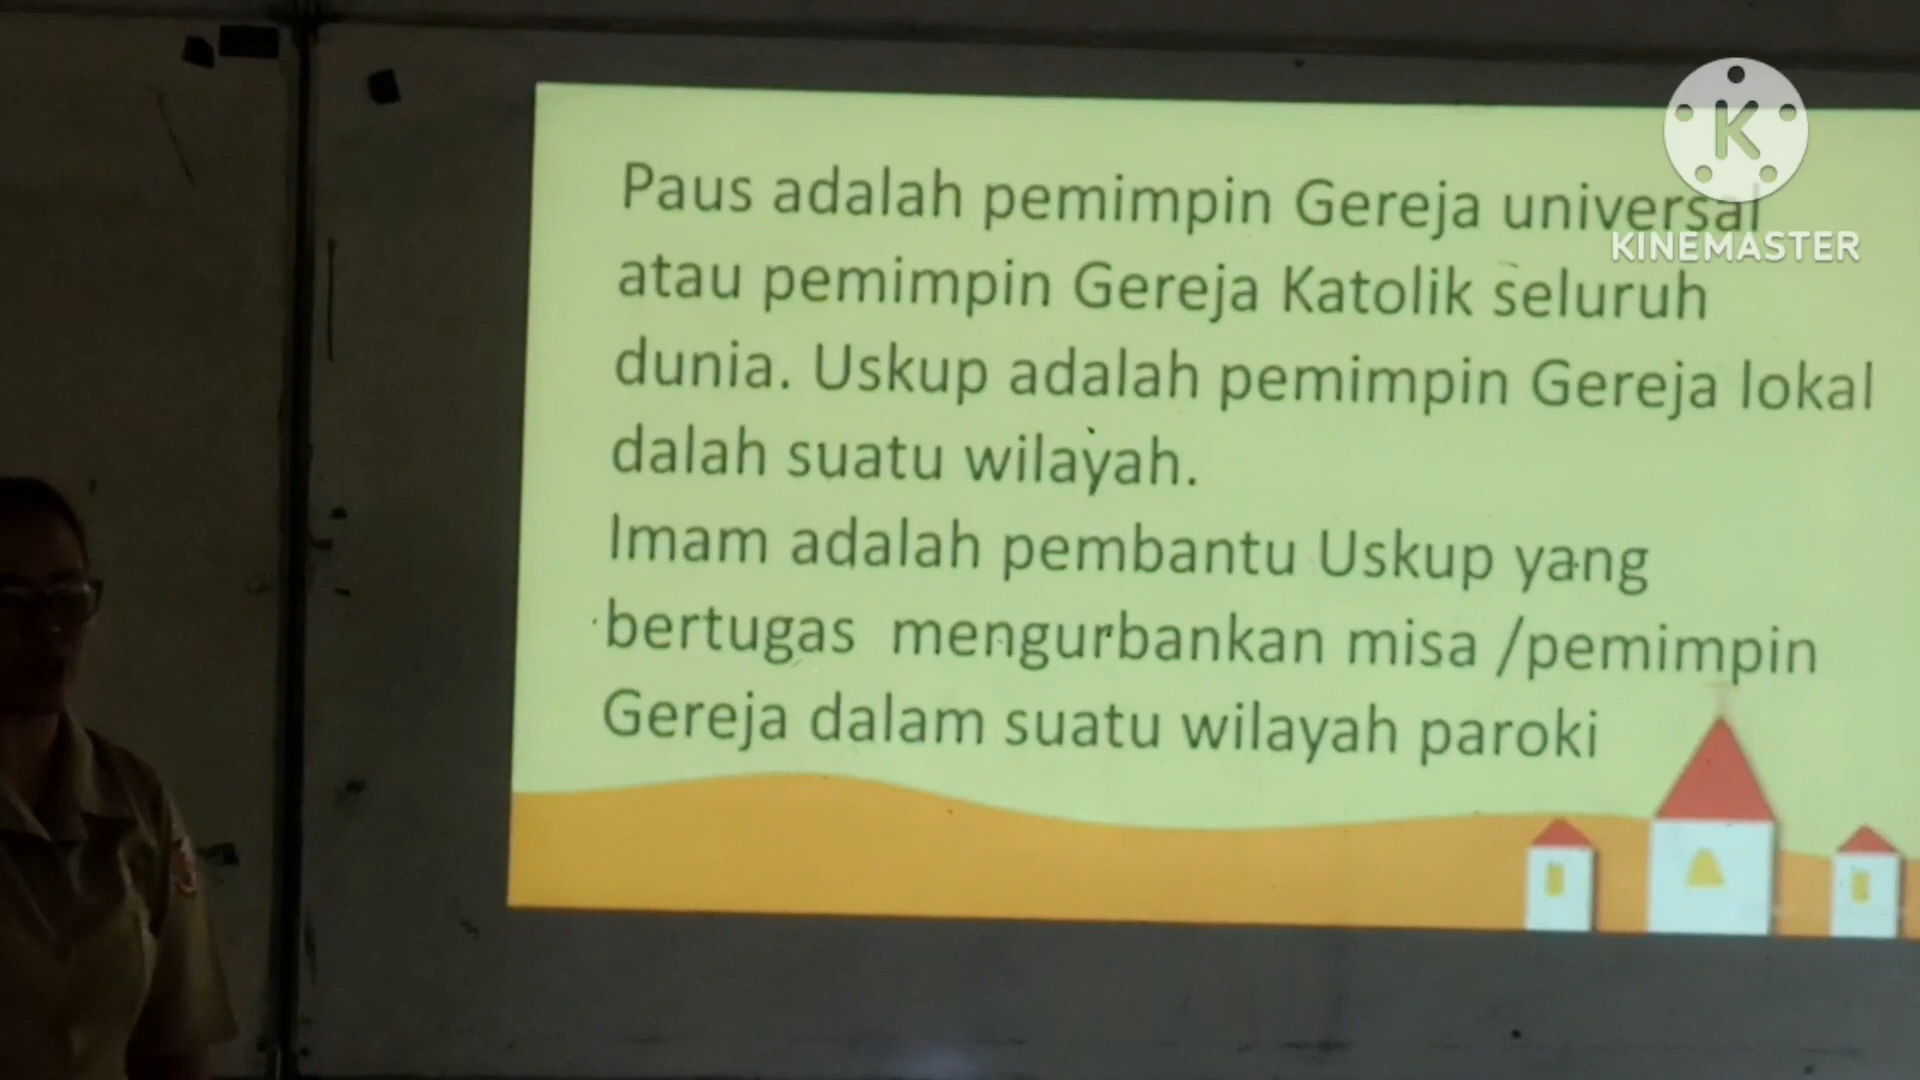 Paus adalah pemimpin Gereja universal
atau pemimpin Gereja Katolik seluruh
dunia. Uskup adalah pemimpin Gereja lokal
dalah suatu wilayah.
Imam adalah pembantu Uskup yang
bertugas mengurbankan misa /pemimpin
Gereja dalam suatu wilayah paroki
K
KINEMASTER